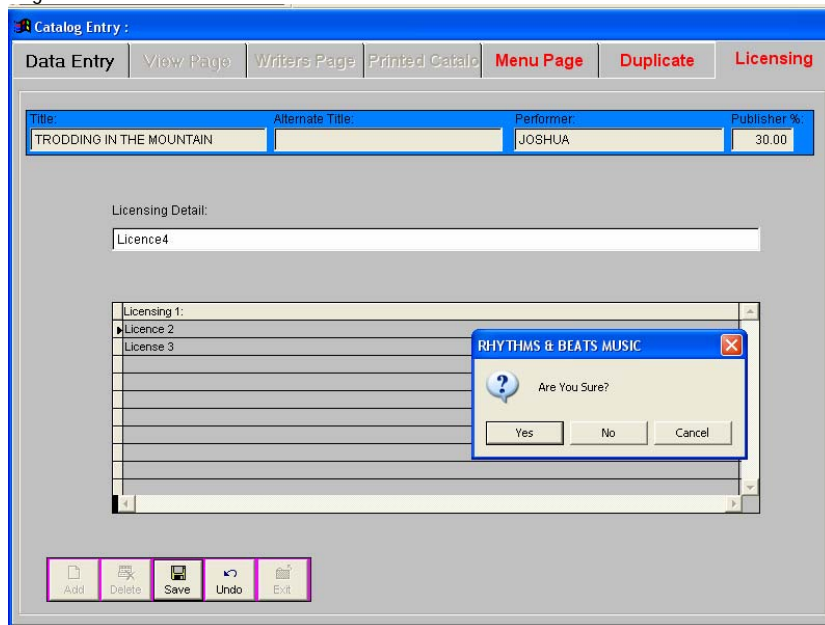 Catalog Entry :
Data Entry View Page Writers Page Printed Catalo Menu Page Duplicate Licensing
Title: Alternate Title: Performer: Publisher %:
TRODDING IN THE MOUNTAIN JOSHUA 30.00
Licensing Detail:
Licence4
Licensing 1:
Licence 2
License 3
RHYTHMS & BEATS MUSIC
Are You Sure?
Yes No Cancel
Add Delete Save Undo Exit